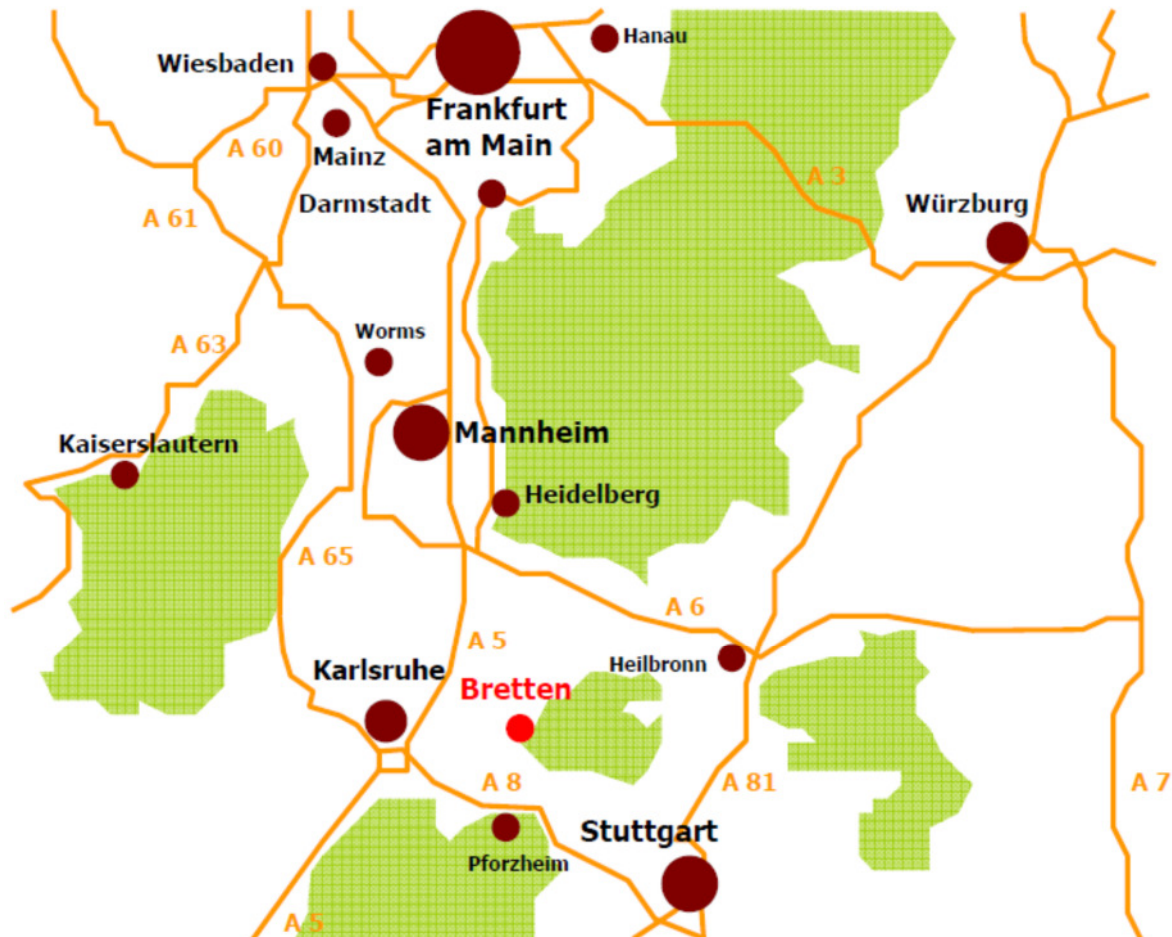 Hanau
Wiesbaden
Frankfurt
am Main
A 60
Mainz
A 3
Darmstadt
Würzburg
A 61
Worms
A 63
Mannheim
Kaiserslautern
Heidelberg
A 65
A 6
A 5
Heilbronn
Karlsruhe
Bretten
A 8
A 81
A 7
Stuttgart
Pforzheim
A 5